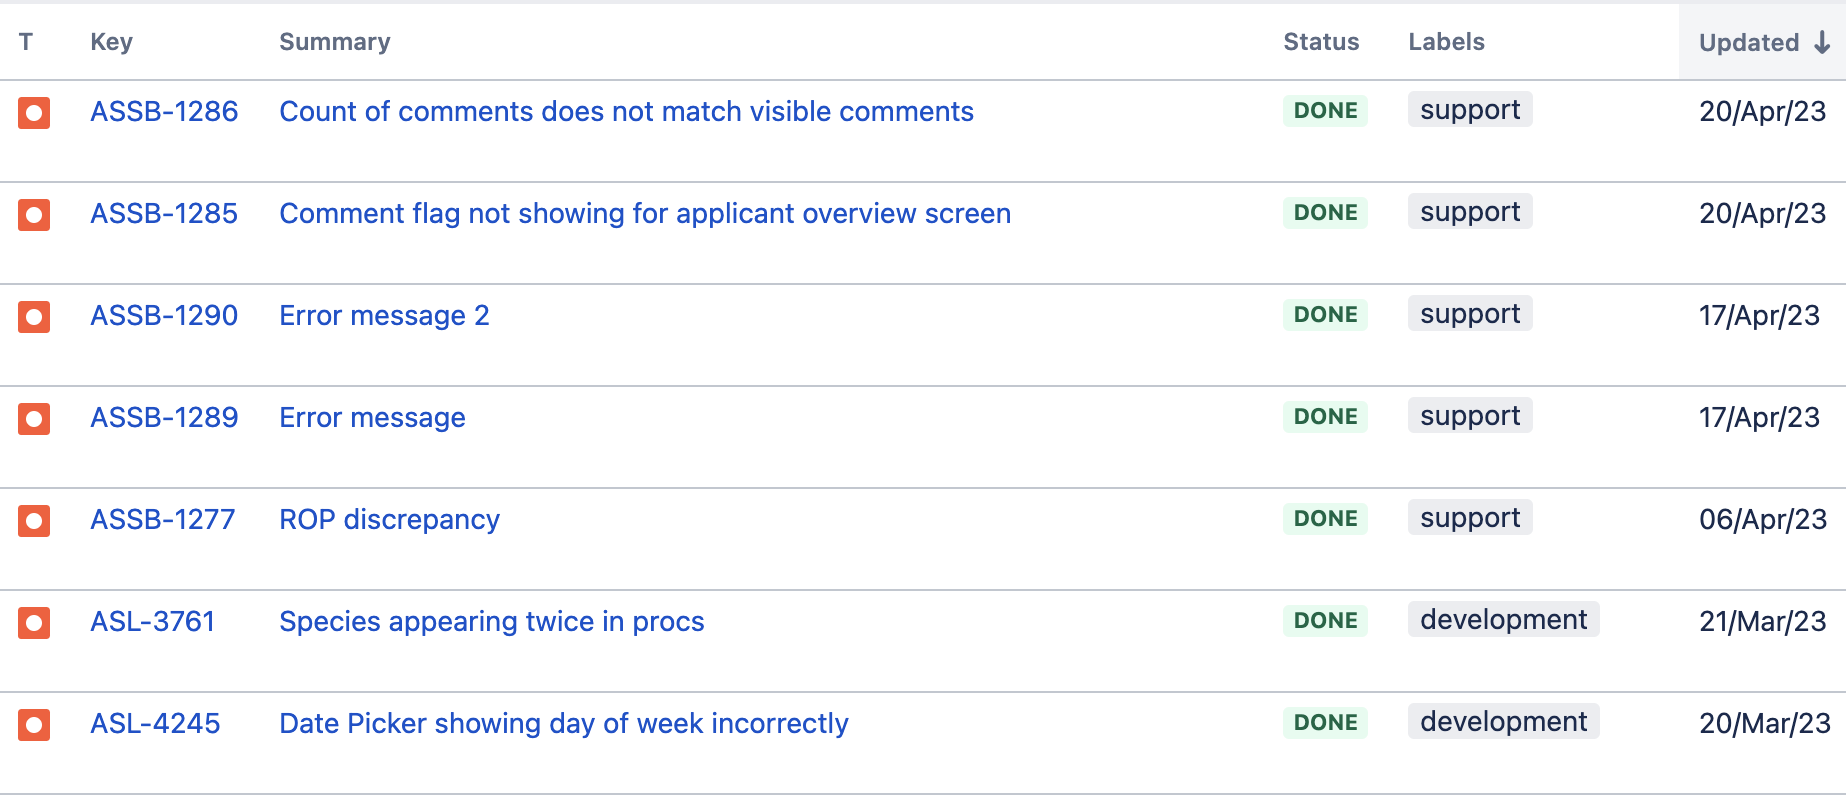 T Key Summary Status Labels Updated ↓
ASSB-1286 Count of comments does not match visible comments DONE support 20/Apr/23
ASSB-1285 Comment flag not showing for applicant overview screen DONE support 20/Apr/23
ASSB-1290 Error message 2 DONE support 17/Apr/23
ASSB-1289 Error message DONE support 17/Apr/23
ASSB-1277 ROP discrepancy DONE support 06/Apr/23
ASL-3761 Species appearing twice in procs DONE development 21/Mar/23
ASL-4245 Date Picker showing day of week incorrectly DONE development 20/Mar/23